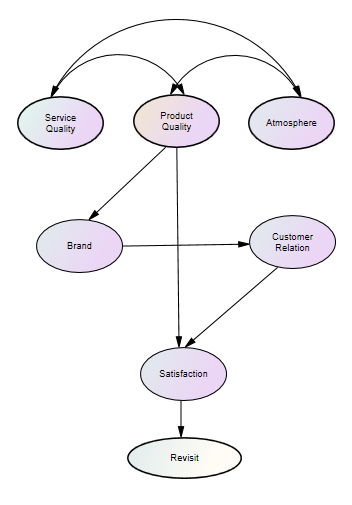 Service
Quality
Product
Quality
Atmosphere
Brand
Customer
Relation
Satisfaction
Revisit